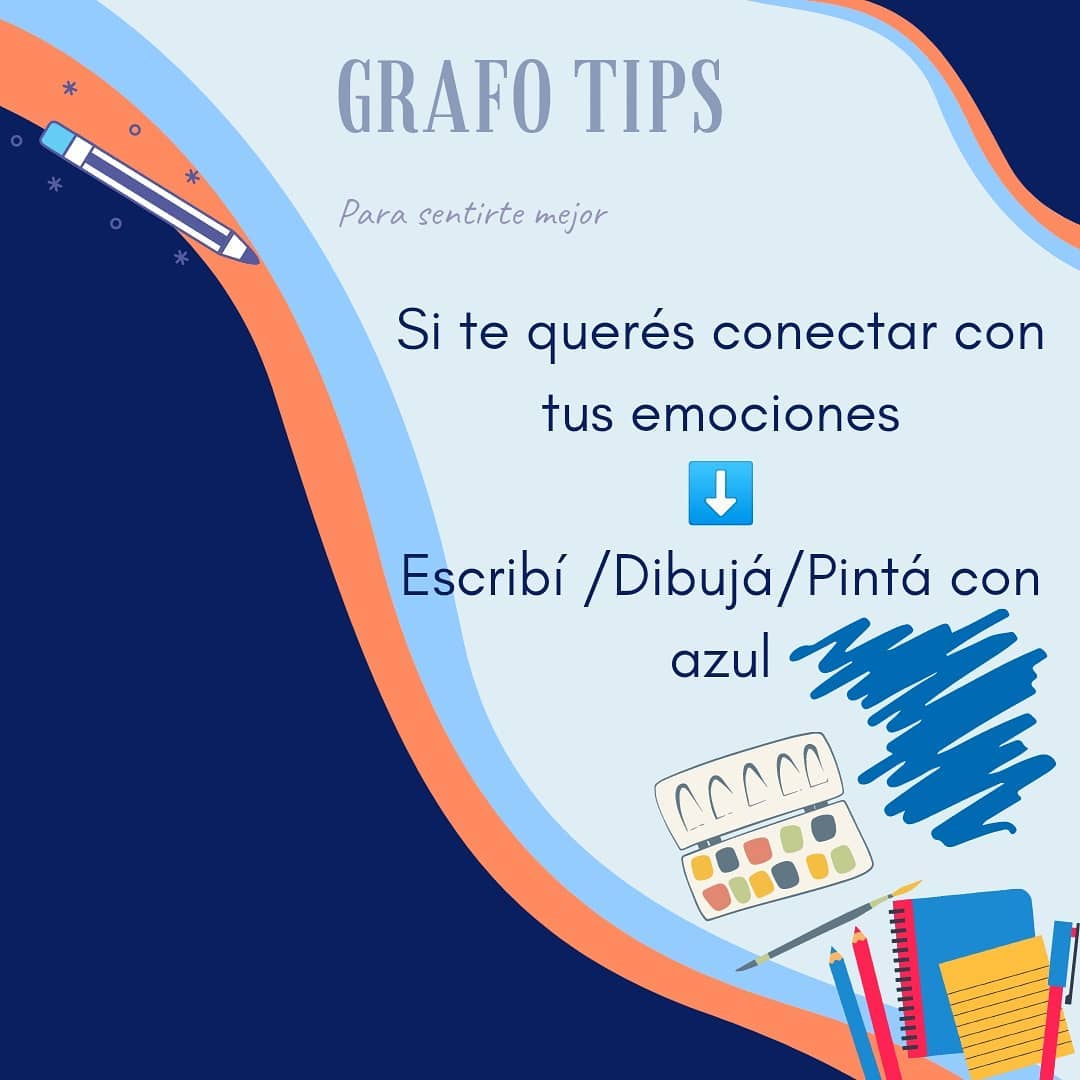 GRAFO TIPS
Para sentirte mejor
Si te querés conectar con
tus emociones
Escribí /Dibujá/Pintá con
azul